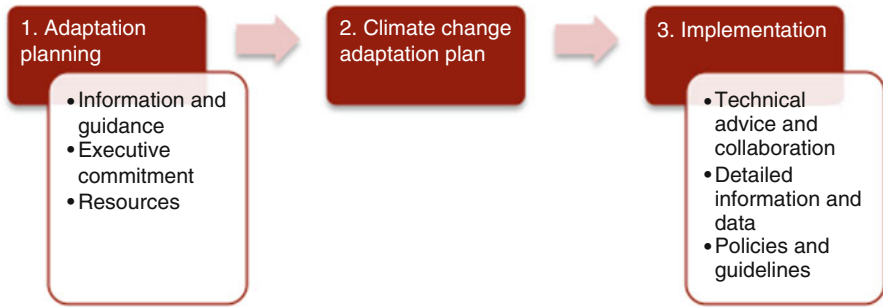 1. Adaptation
planning
• Information and
guidance
• Executive
commitment
• Resources
2. Climate change
adaptation plan
3. Implementation
• Technical
advice and
collaboration
• Detailed
information and
data
• Policies and
guidelines